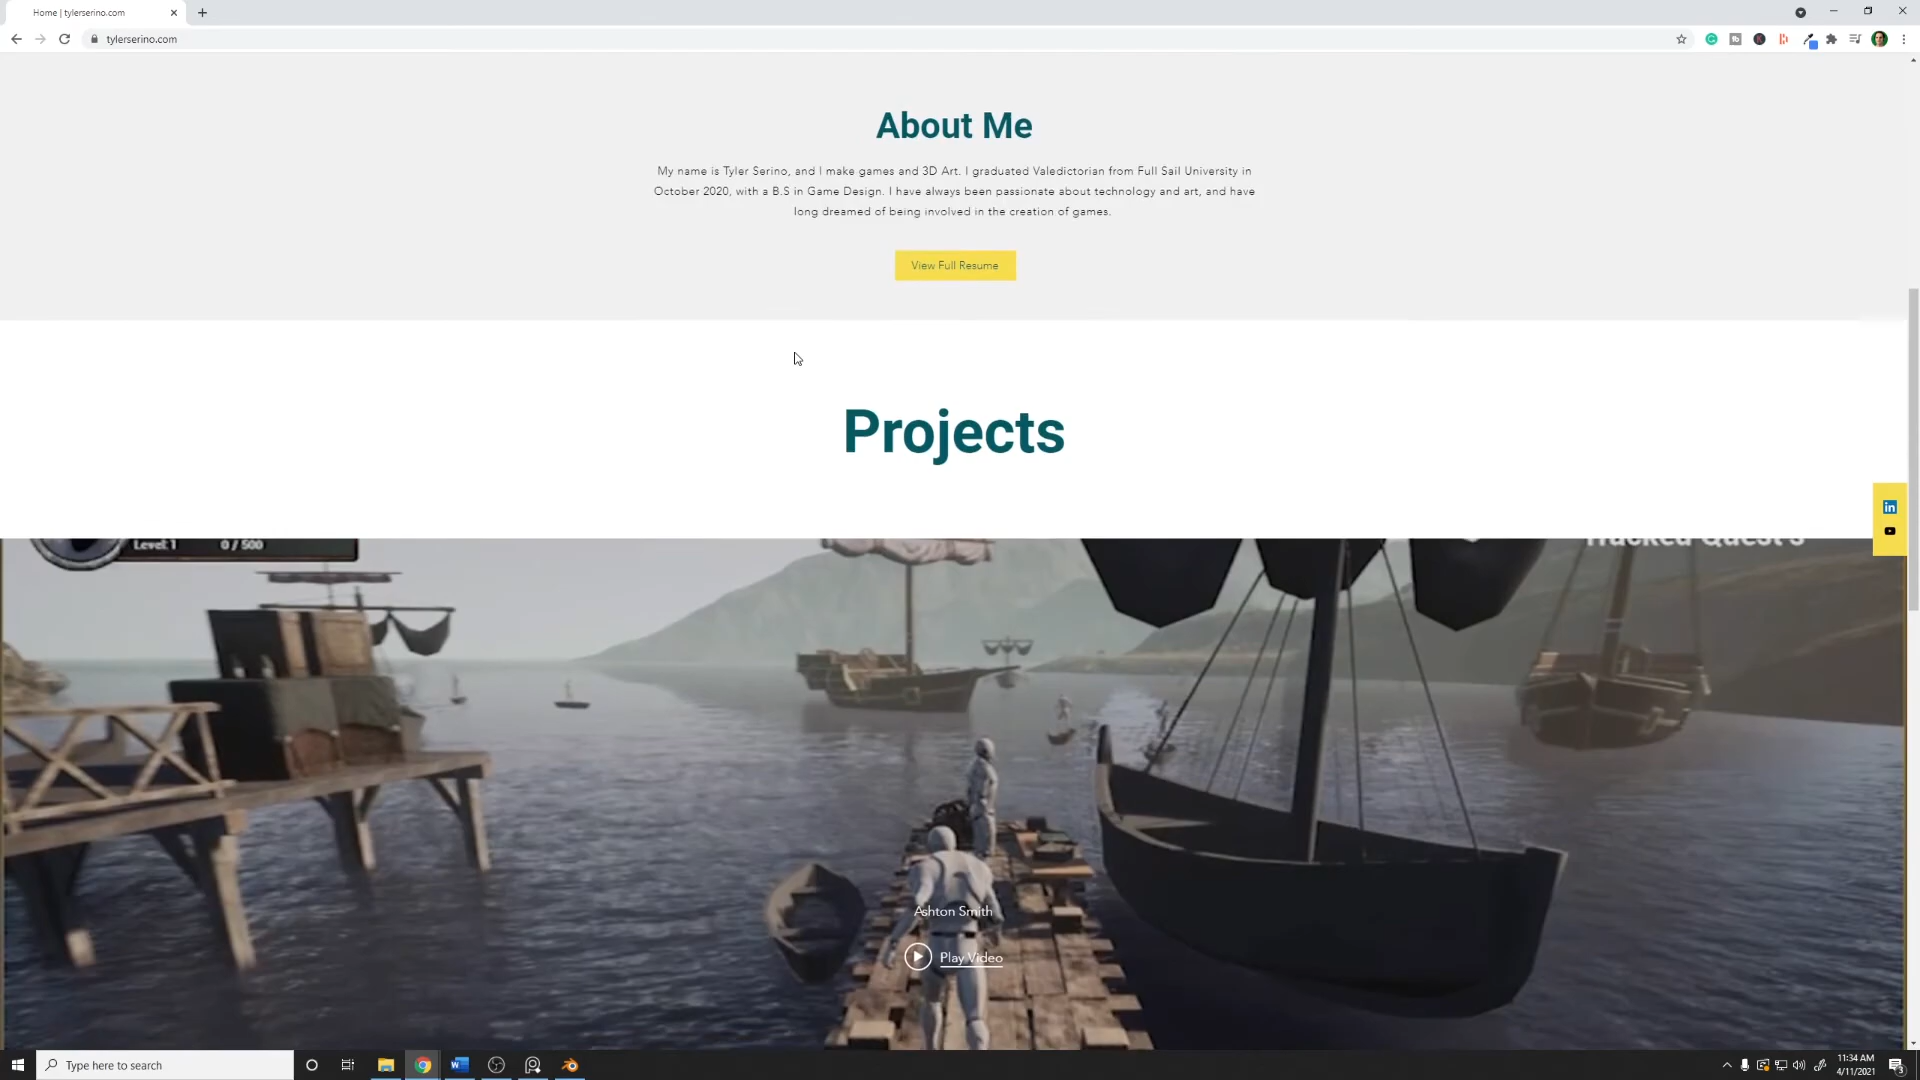 Home | tylerserino.com
tylerserino.com
About Me
My name is Tyler Serino, and I make games and 3D Art. I graduated Valedictorian from Full Sail University in
October 2020, with a B.S in Game Design. I have always been passionate about technology and art, and have
long dreamed of being involved in the creation of games.
View Full Resume
Projects
Level: 1 0 / 500
Tracked Quest's
Ashton Smith
Play Video
Type here to search
11:34 AM
4/11/2021